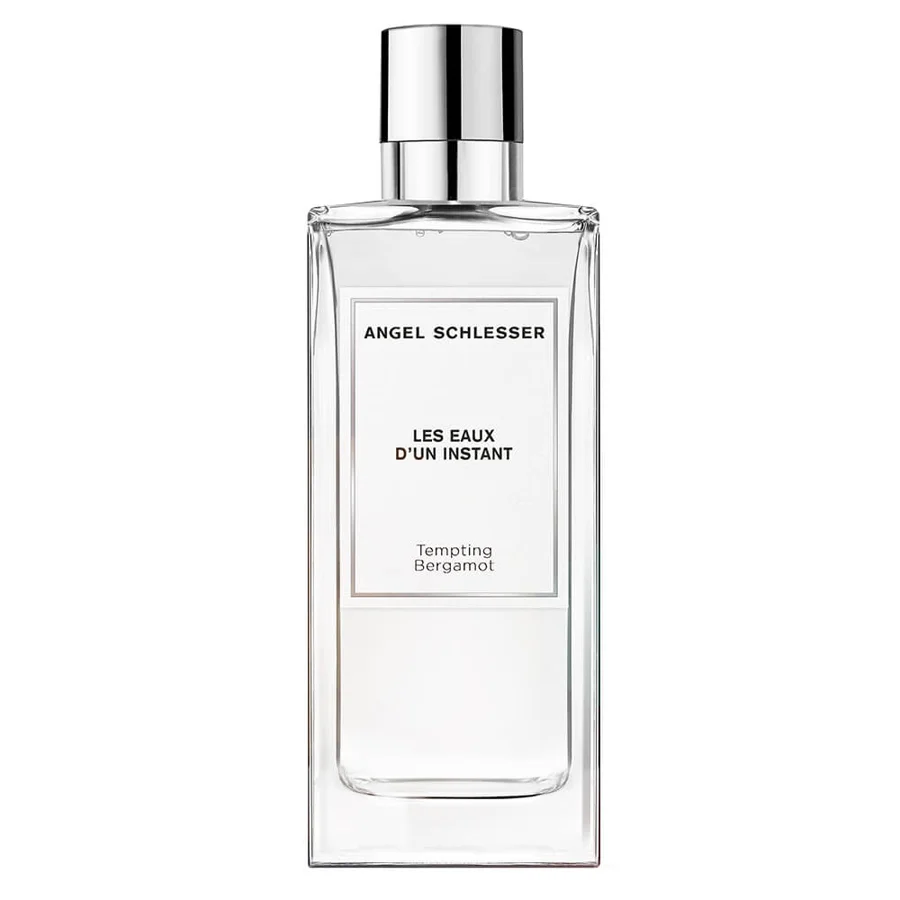 ANGEL SCHLESSER
LES EAUX
D'UN INSTANT
Tempting
Bergamot